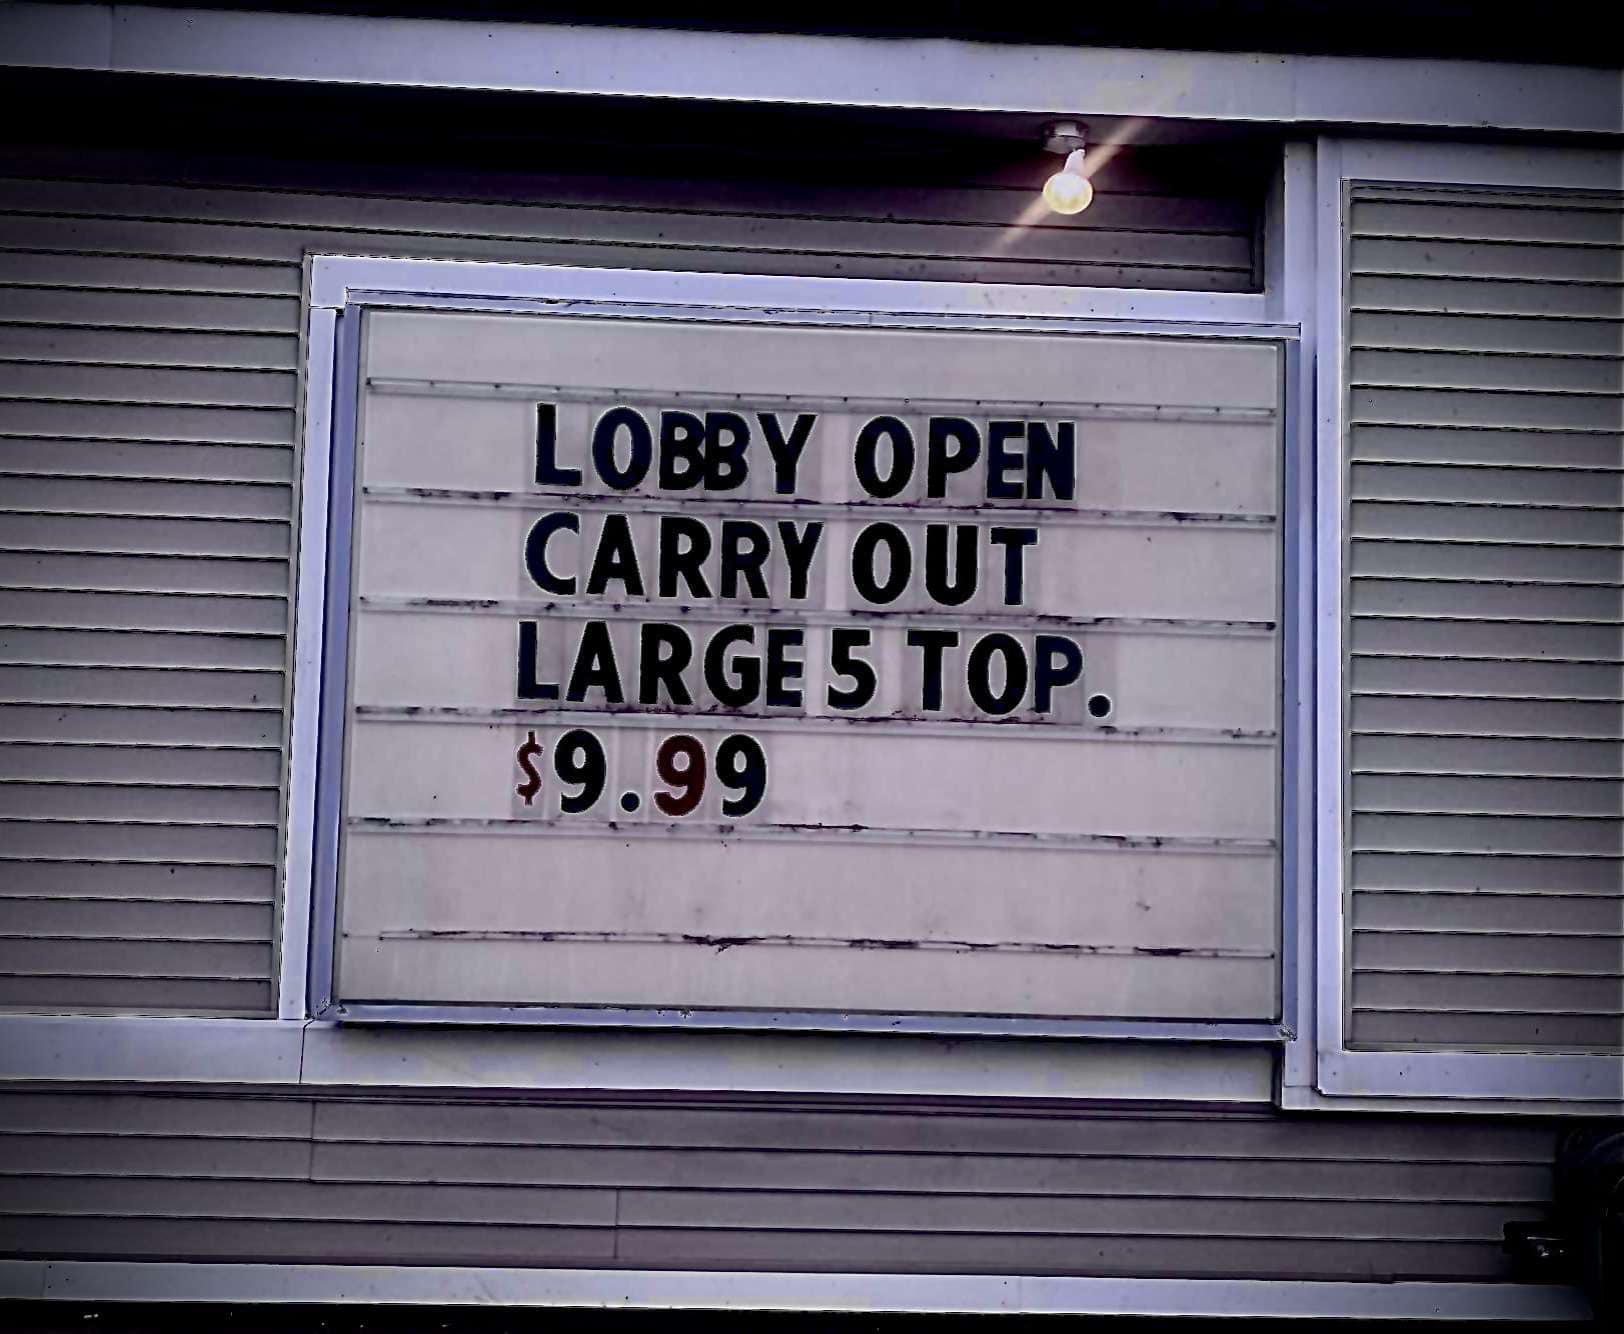 LOBBY OPEN
CARRY OUT
LARGE 5 TOP.
$9.99